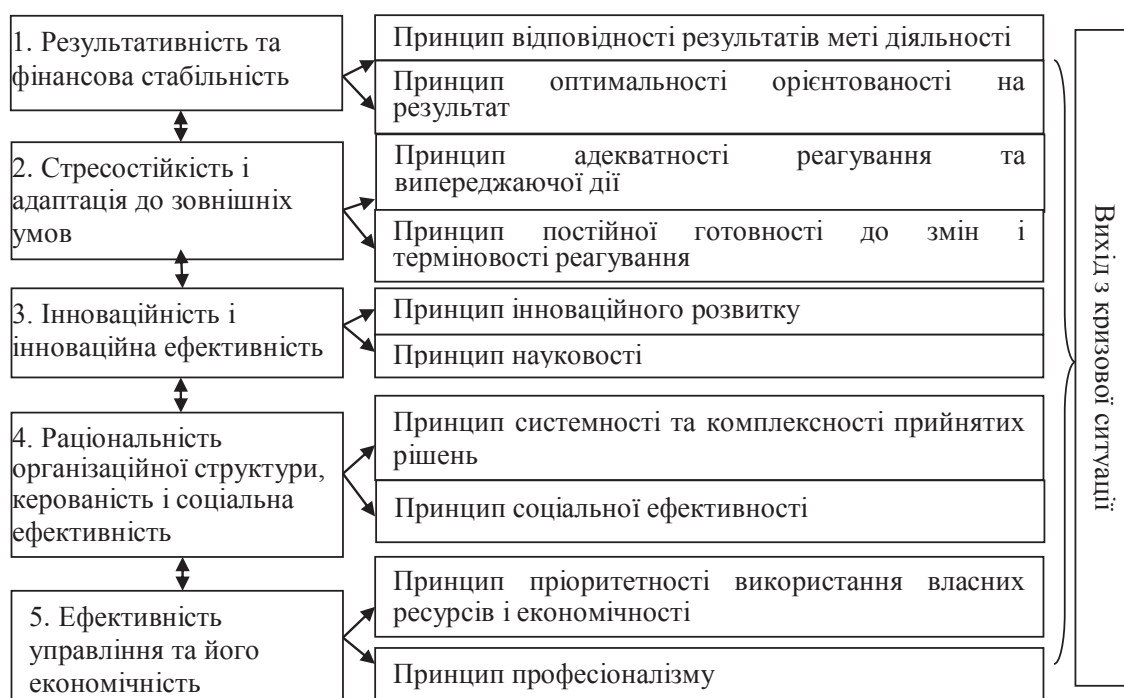 1. Результативність та
фінансова стабільність
Принцип відповідності результатів меті діяльності
Принцип оптимальності орієнтованості на
результат
2. Стресостійкість і
адаптація до зовнішніх
умов
Принцип адекватності реагування та
випереджаючої дії
Принцип постійної готовності до змін і
терміновості реагування
3. Інноваційність і
інноваційна ефективність
Принцип інноваційного розвитку
Принцип науковості
4. Раціональність
організаційної структури,
керованість і соціальна
ефективність
Принцип системності та комплексності прийнятих
рішень
Принцип соціальної ефективності
5. Ефективність
управління та його
економічність
Принцип пріоритетності використання власних
ресурсів і економічності
Принцип професіоналізму
Вихід з кризової ситуації